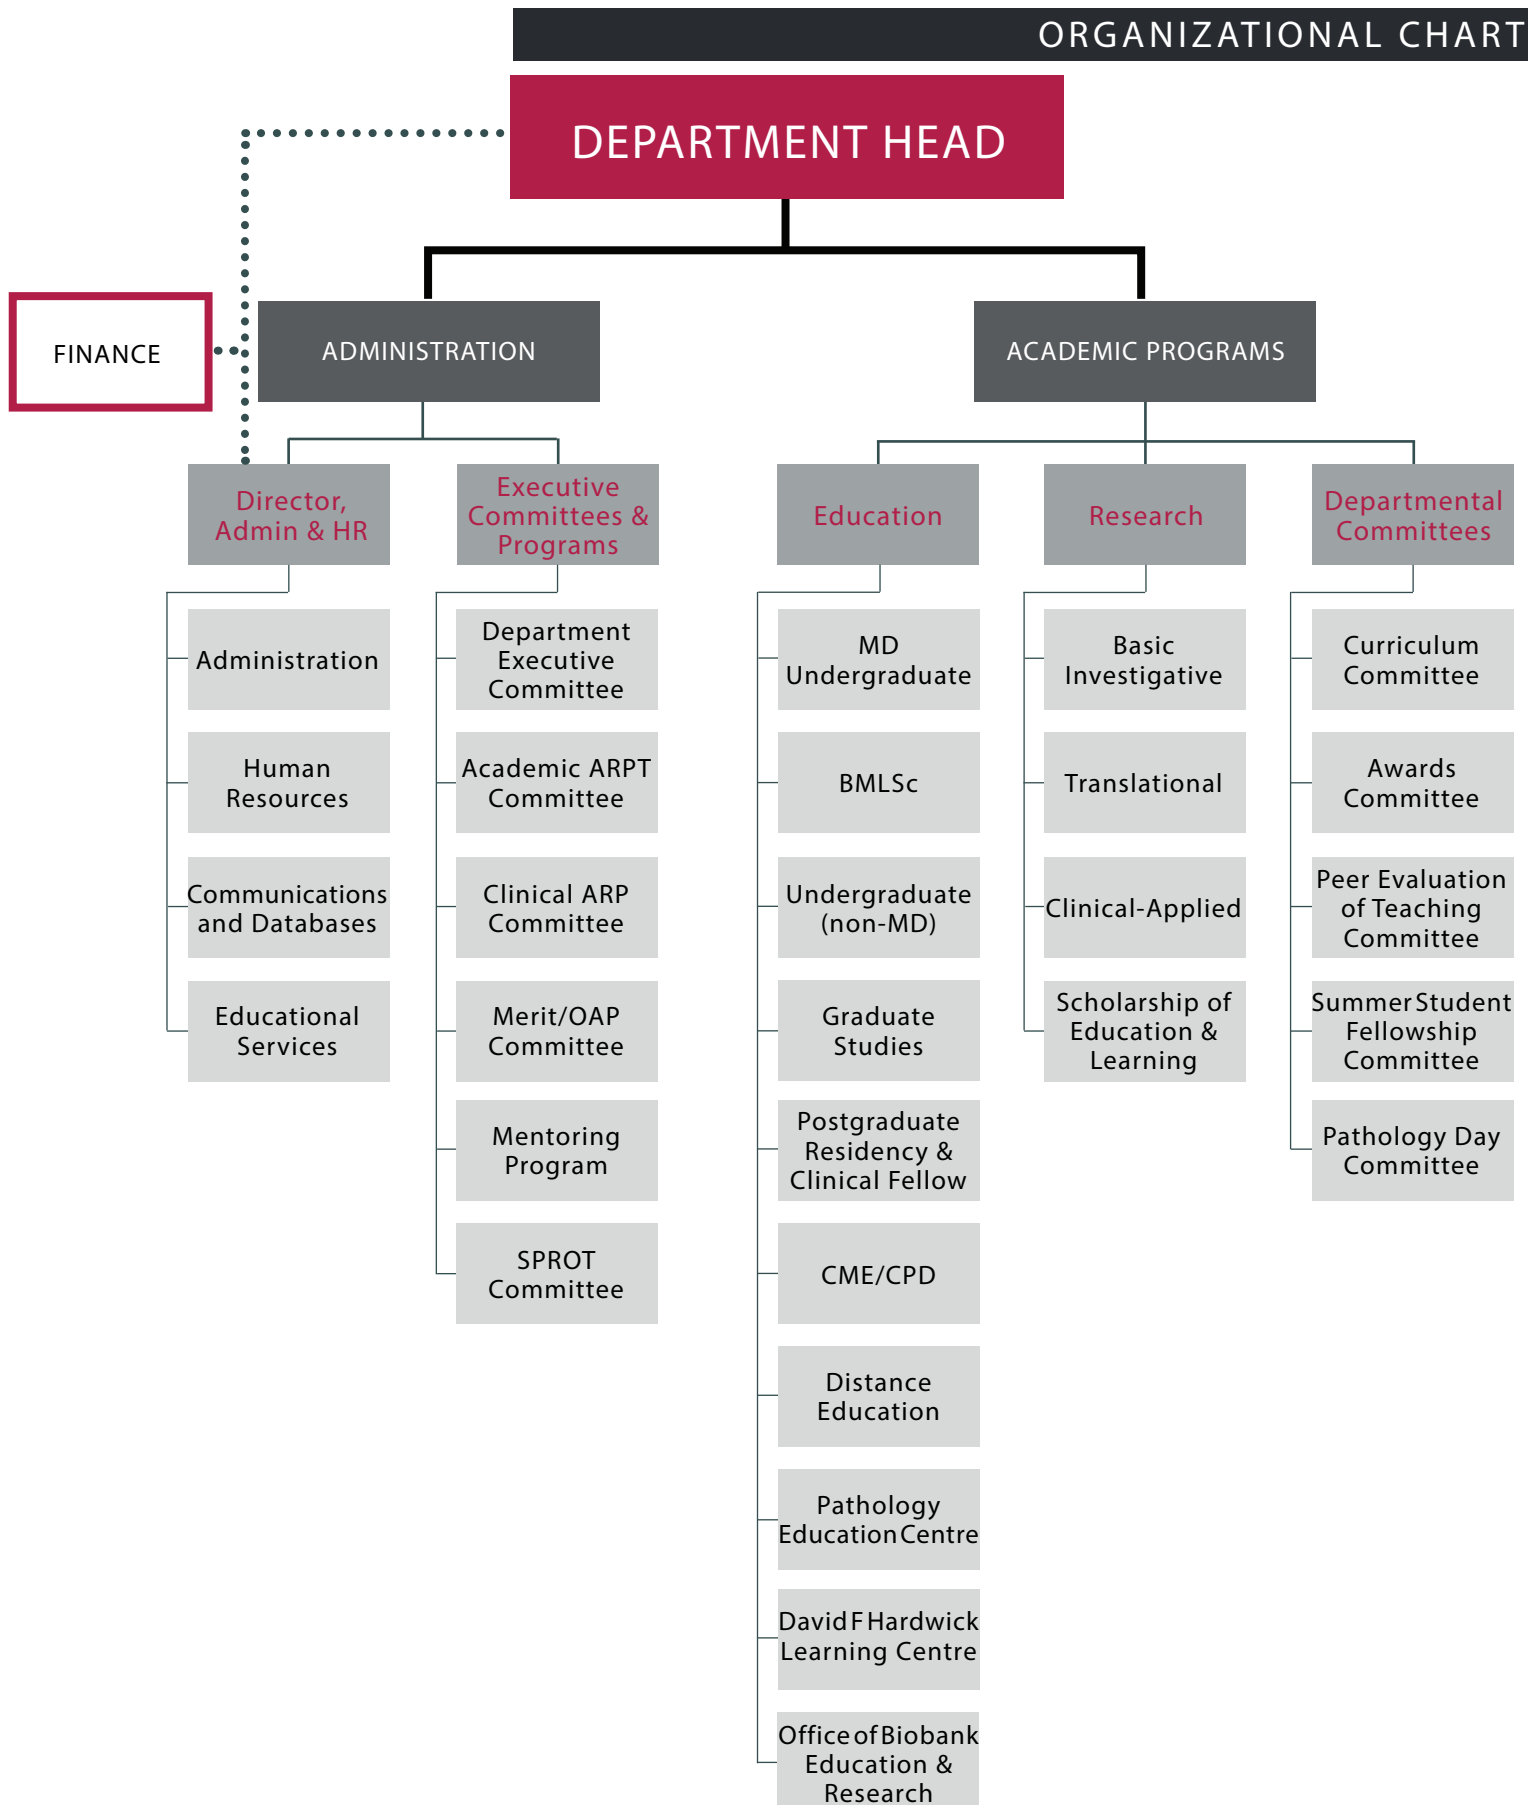 ORGANIZATIONAL CHART
DEPARTMENT HEAD
FINANCE
ADMINISTRATION
ACADEMIC PROGRAMS
Director,
Admin & HR
Executive
Committees &
Programs
Education
Research
Departmental
Committees
Administration
Human
Resources
Communications
and Databases
Educational
Services
Department
Executive
Committee
Academic ARPT
Committee
Clinical ARP
Committee
Merit/OAP
Committee
Mentoring
Program
SPROT
Committee
MD
Undergraduate
BMLSc
Undergraduate
(non-MD)
Graduate
Studies
Postgraduate
Residency &
Clinical Fellow
CME/CPD
Distance
Education
Pathology
Education Centre
David F Hardwick
Learning Centre
Office of Biobank
Education &
Research
Basic
Investigative
Translational
Clinical-Applied
Scholarship of
Education &
Learning
Curriculum
Committee
Awards
Committee
Peer Evaluation
of Teaching
Committee
Summer Student
Fellowship
Committee
Pathology Day
Committee